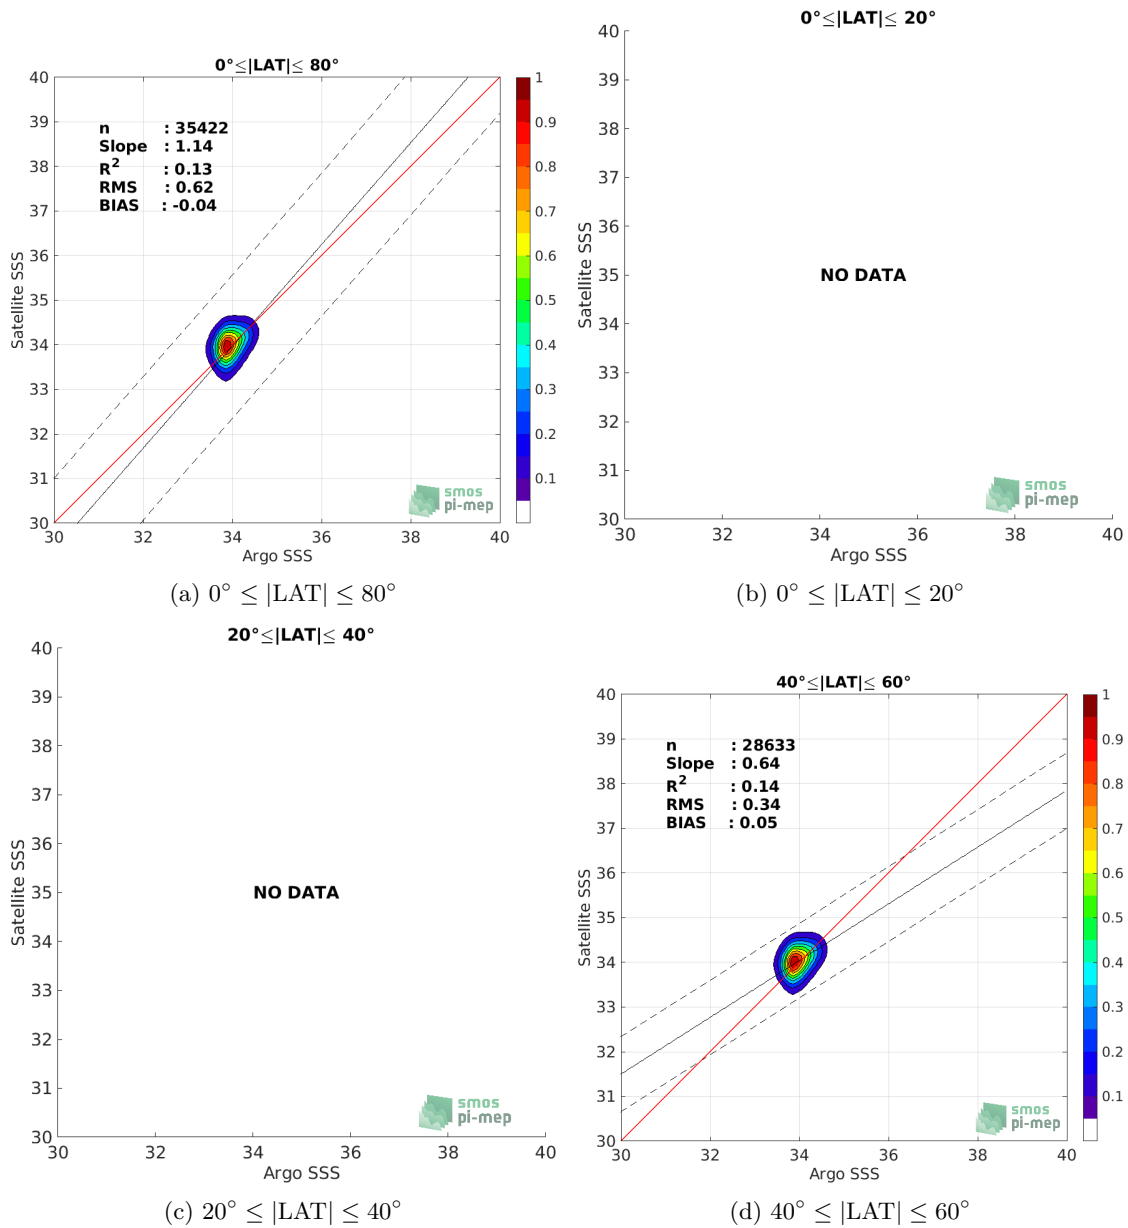 0°≤|LAT|≤ 80°
40
39
38
37
36
35
34
33
32
31
30
30
32
34
36
38
40
Satellite SSS
Argo SSS
n : 35422
Slope : 1.14
R² : 0.13
RMS : 0.62
BIAS : -0.04
1
0.9
0.8
0.7
0.6
0.5
0.4
0.3
0.2
0.1
smos
pi-mep
(a) 0° ≤ |LAT| ≤ 80°
0°≤|LAT|≤ 20°
40
39
38
37
36
35
34
33
32
31
30
30
32
34
36
38
40
Satellite SSS
Argo SSS
NO DATA
smos
pi-mep
(b) 0° ≤ |LAT| ≤ 20°
20°≤|LAT|≤ 40°
40
39
38
37
36
35
34
33
32
31
30
30
32
34
36
38
40
Satellite SSS
Argo SSS
NO DATA
smos
pi-mep
(c) 20° ≤ |LAT| ≤ 40°
40°≤|LAT|≤ 60°
40
39
38
37
36
35
34
33
32
31
30
30
32
34
36
38
40
Satellite SSS
Argo SSS
n : 28633
Slope : 0.64
R² : 0.14
RMS : 0.34
BIAS : 0.05
1
0.9
0.8
0.7
0.6
0.5
0.4
0.3
0.2
0.1
smos
pi-mep
(d) 40° ≤ |LAT| ≤ 60°